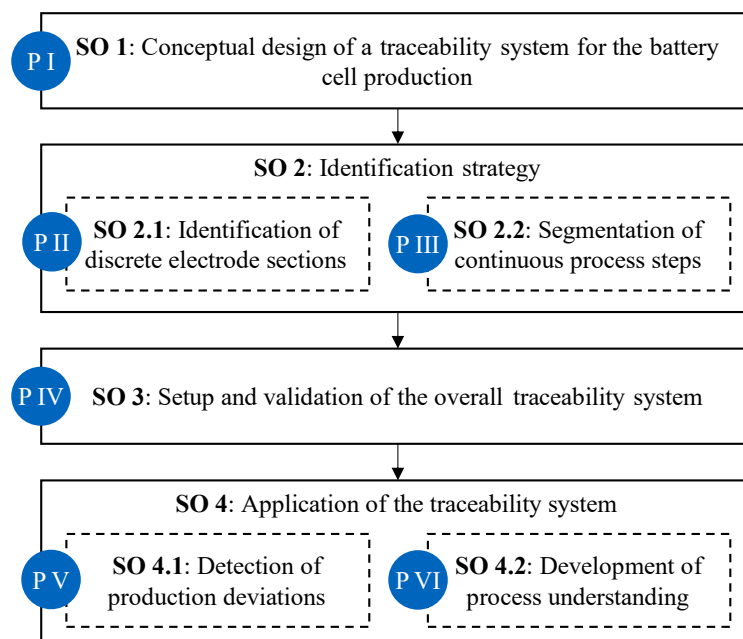 P I
SO 1: Conceptual design of a traceability system for the battery
cell production
SO 2: Identification strategy
P II
SO 2.1: Identification of
discrete electrode sections
P III
SO 2.2: Segmentation of
continuous process steps
P IV
SO 3: Setup and validation of the overall traceability system
SO 4: Application of the traceability system
P V
SO 4.1: Detection of
production deviations
P VI
SO 4.2: Development of
process understanding